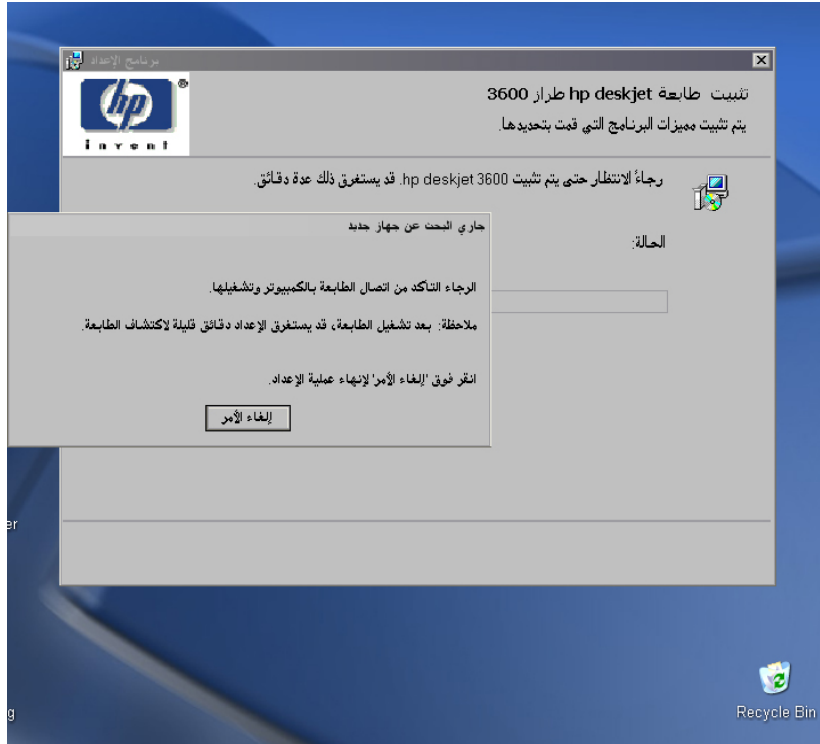 برنامج الإعداد
hp
®
invent
تثبيت طابعة hp deskjet طراز 3600
يتم تثبيت مميزات البرنامج التي قمت بتحديدها.
رجاءً الانتظار حتى يتم تثبيت hp deskjet 3600. قد يستغرق ذلك عدة دقائق.
جاري البحث عن جهاز جديد
الحالة:
الرجاء التأكد من اتصال الطابعة بالكمبيوتر وتشغيلها.
ملاحظة: بعد تشغيل الطابعة، قد يستغرق الإعداد دقائق قليلة لاكتشاف الطابعة.
انقر فوق 'إلغاء الأمر' لإنهاء عملية الإعداد.
إلغاء الأمر
er
g
Recycle Bin